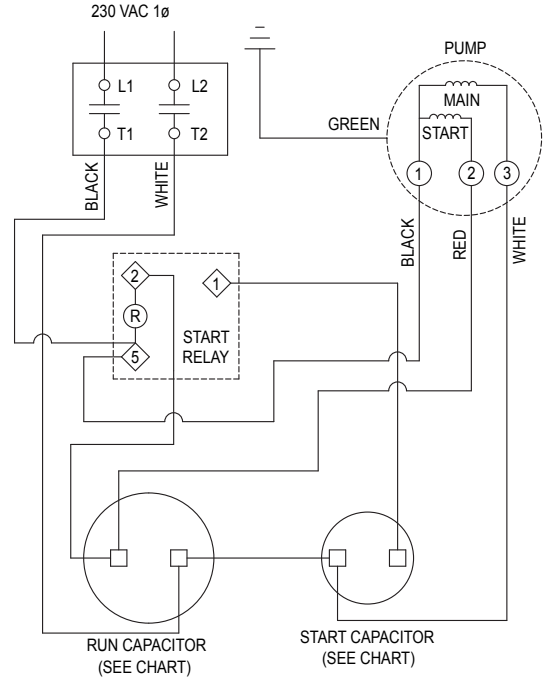 230 VAC 1ø
PUMP
L1
L2
MAIN
GREEN
START
T1
T2
BLACK
WHITE
1
2
3
BLACK
RED
WHITE
2
1
R
START
RELAY
5
RUN CAPACITOR
(SEE CHART)
START CAPACITOR
(SEE CHART)